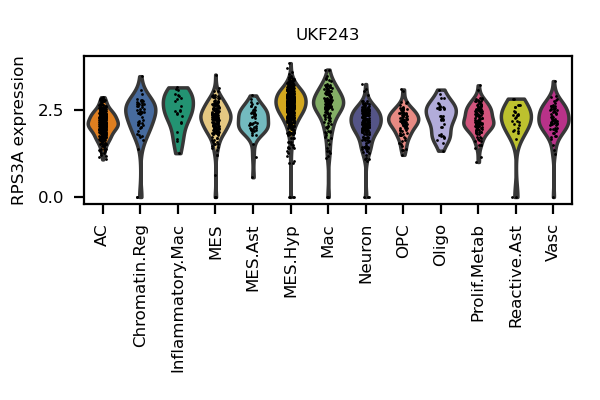 UKF243
RPS3A expression
2.5
0.0
AC
Chromatin.Reg
Inflammatory.Mac
MES
MES.Ast
MES.Hyp
Mac
Neuron
OPC
Oligo
Prolif.Metab
Reactive.Ast
Vasc